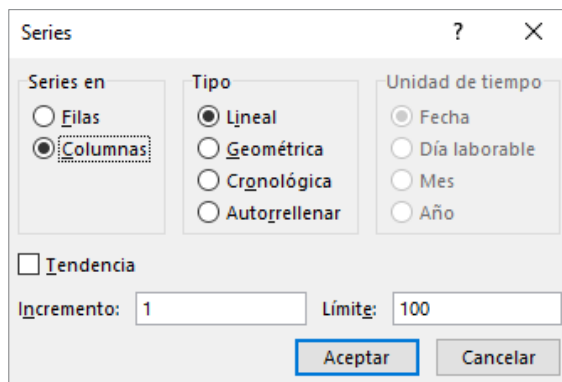 Series ? X
Series en Tipo Unidad de tiempo
Filas Lineal Fecha
Columnas Geométrica Día laborable
Cronológica Mes
Autorrellenar Año
Tendencia
Incremento: 1 Límite: 100
Aceptar Cancelar